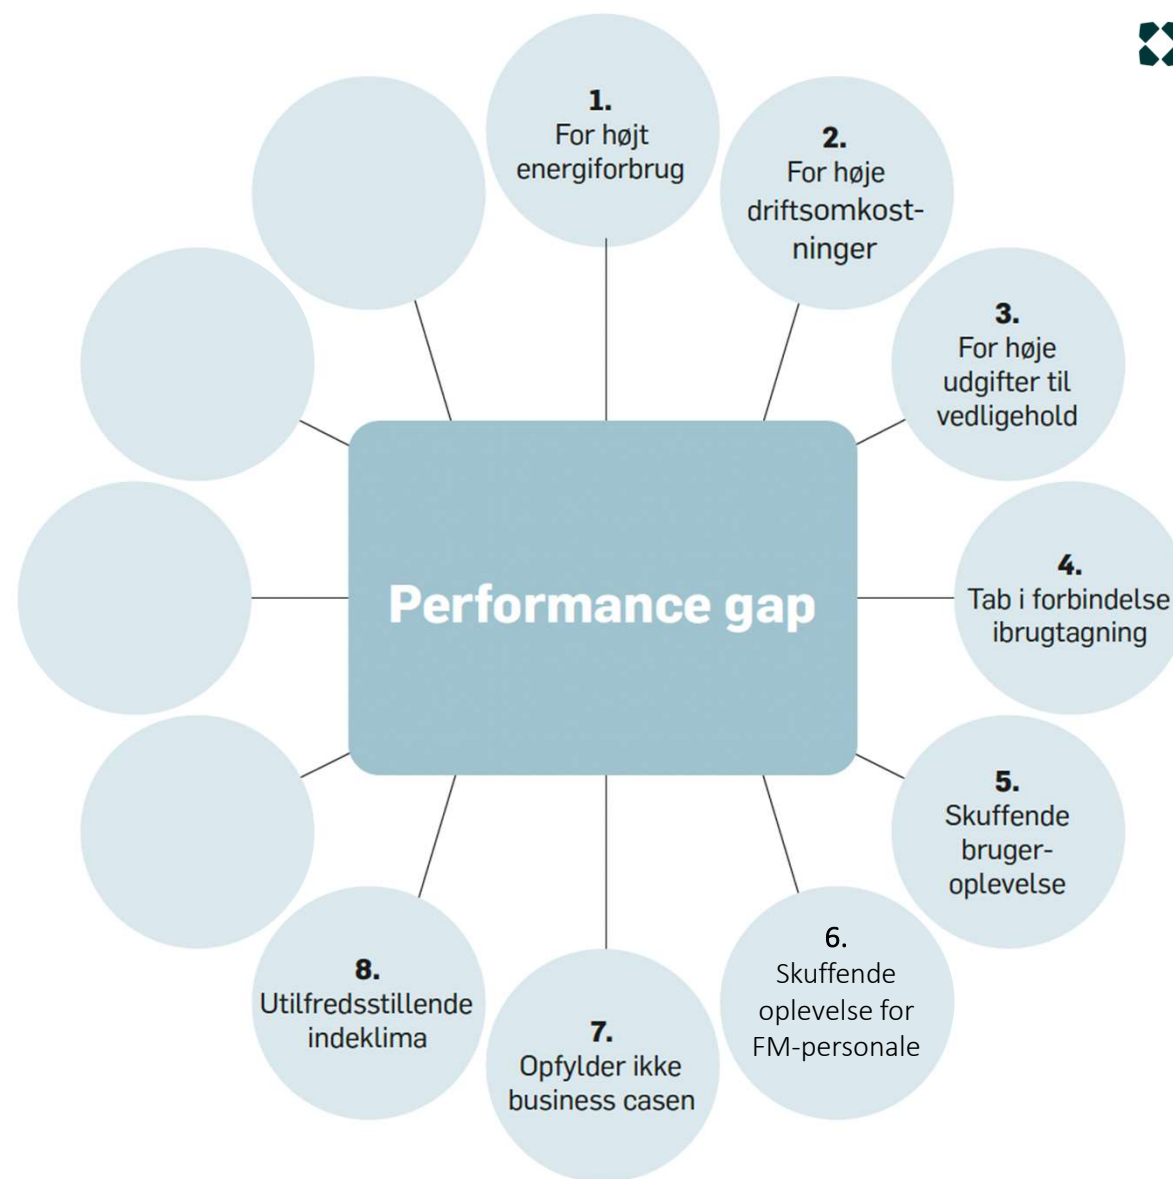 1.
For højt
energiforbrug
2.
For høje
driftsomkost-
ninger
3.
For høje
udgifter til
vedligehold
4.
Tab i forbindelse
ibrugtagning
5.
Skuffende
bruger-
oplevelse
6.
Skuffende
oplevelse for
FM-personale
7.
Opfylder ikke
business casen
8.
Utilfredsstillende
indeklima
Performance gap